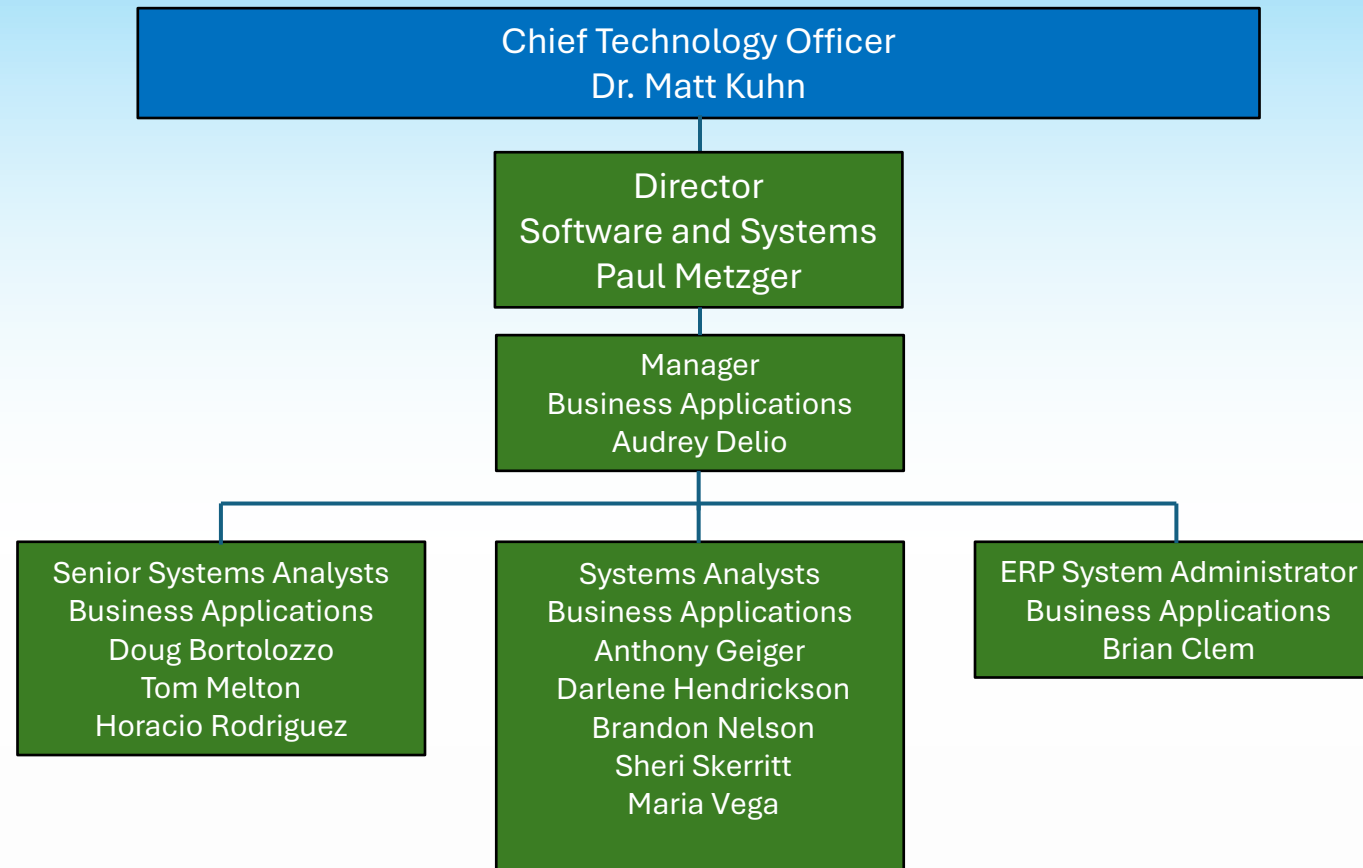 Chief Technology Officer
Dr. Matt Kuhn
Director
Software and Systems
Paul Metzger
Manager
Business Applications
Audrey Delio
Senior Systems Analysts
Business Applications
Doug Bortolozzo
Tom Melton
Horacio Rodriguez
Systems Analysts
Business Applications
Anthony Geiger
Darlene Hendrickson
Brandon Nelson
Sheri Skerritt
Maria Vega
ERP System Administrator
Business Applications
Brian Clem